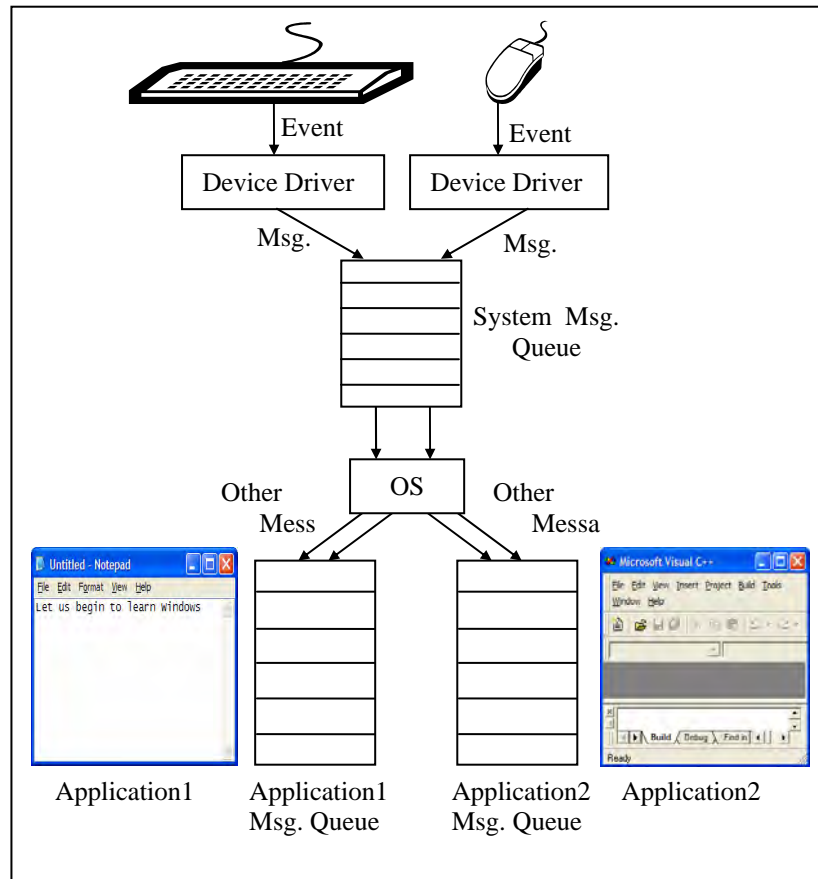 Event
Event
Device Driver
Device Driver
Msg.
Msg.
System Msg.
Queue
OS
Other
Mess
Other
Messa
Untitled - Notepad
File Edit Format View Help
Let us begin to learn Windows
Microsoft Visual C++
File Edit View Insert Project Build Tools
Window Help
Build Debug Find in
Ready
Application1
Application1
Msg. Queue
Application2
Msg. Queue
Application2